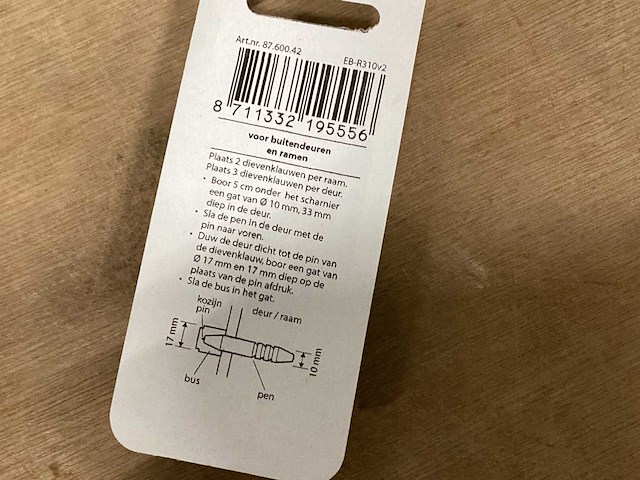 Art.nr. 87.600.42
EB-R310v2
8 711332 195556
voor buitendeuren
en ramen
Plaats 2 dievenklauwen per raam.
Plaats 3 dievenklauwen per deur.
• Boor 5 cm onder het scharnier
een gat van Ø 10 mm, 33 mm
diep in de deur.
• Sla de pen in de deur met de
pin naar voren.
• Duw de deur dicht tot de pin van
de dievenklauw, boor een gat van
Ø 17 mm en 17 mm diep op de
plaats van de pin afdruk.
• Sla de bus in het gat.
kozijn
pin
deur / raam
17 mm
10 mm
bus
pen